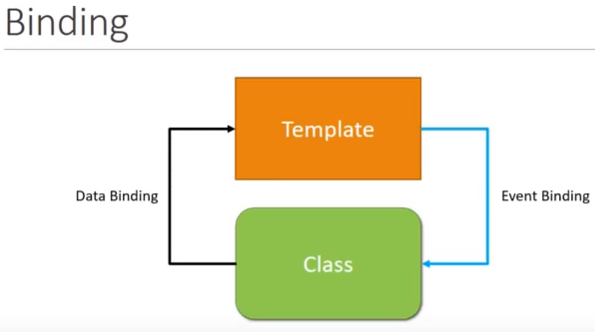 Binding
Template
Data Binding
Event Binding
Class